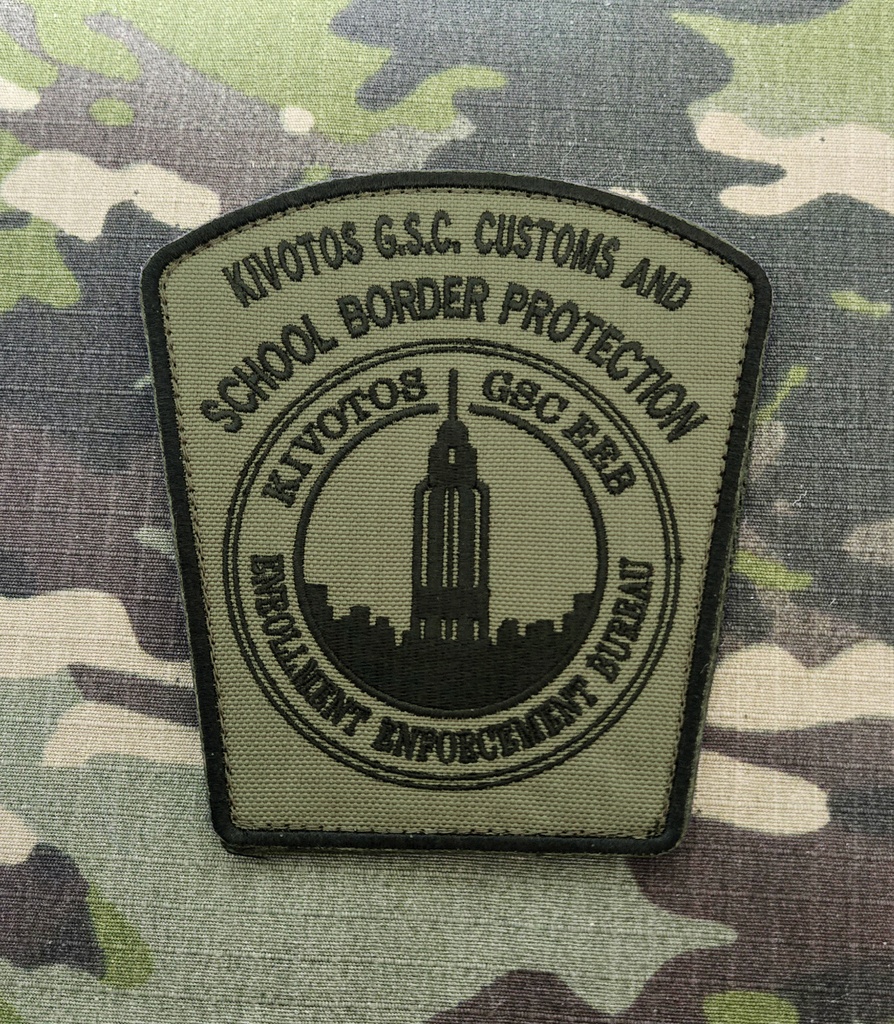 KIVOTOS G.S.C. CUSTOMS AND
SCHOOL BORDER PROTECTION
KIVOTOS GSC EEB
ENROLLMENT ENFORCEMENT BUREAU